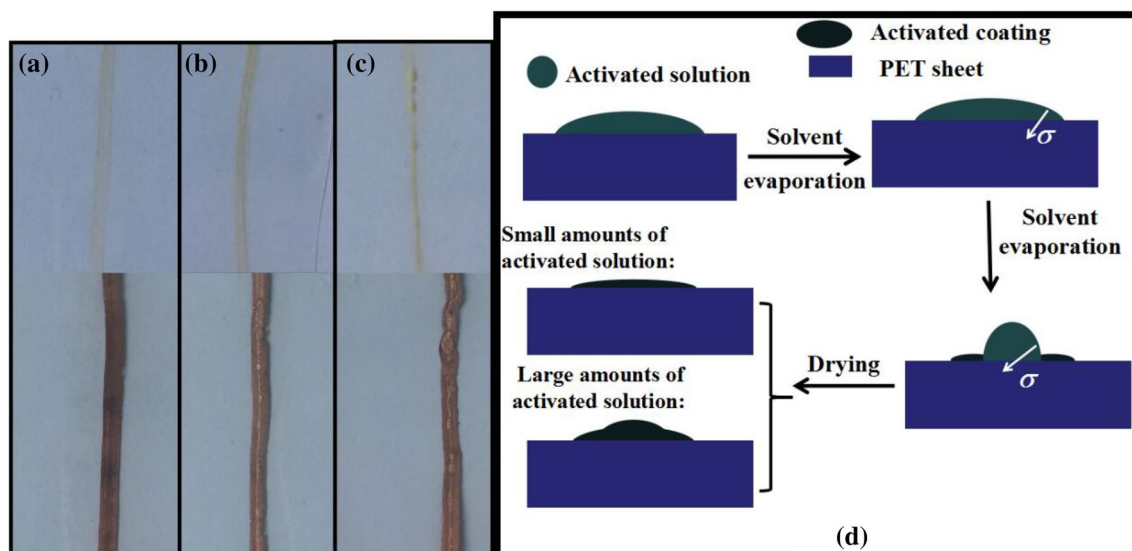 (a)
(b)
(c)
Activated solution
Activated coating
PET sheet
Solvent
evaporation
σ
Solvent
evaporation
Small amounts of
activated solution:
Large amounts of
activated solution:
Drying
σ
(d)